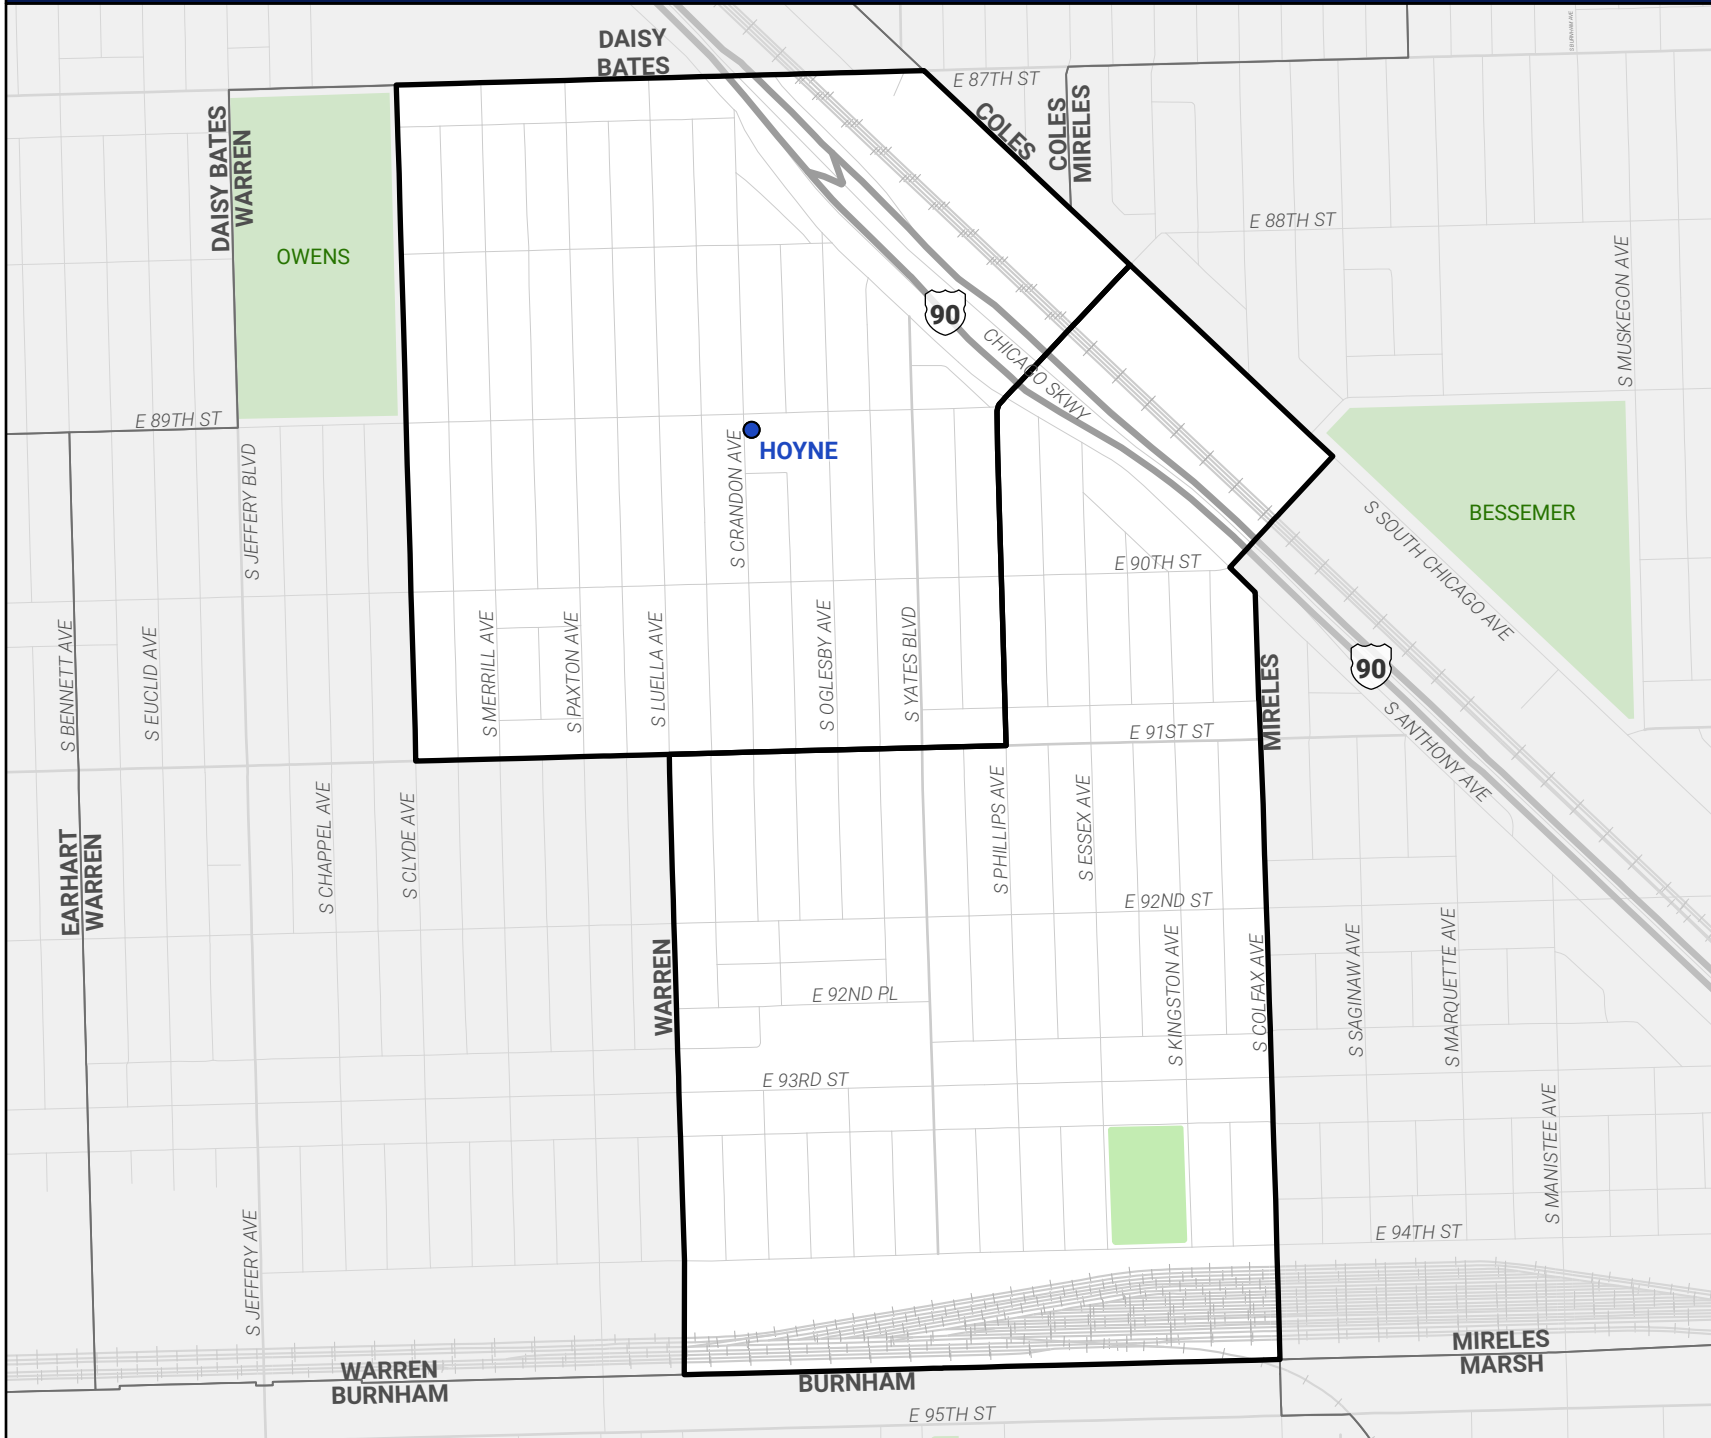 DAISY
BATES
S BURNHAM AVE
E 87TH ST
COLES
COLES
MIRELES
DAISY BATES
WARREN
OWENS
E 88TH ST
S MUSKEGON AVE
90
CHICAGO SKWY
E 89TH ST
HOYNE
S CRANDON AVE
S JEFFERY BLVD
BESSEMER
S SOUTH CHICAGO AVE
E 90TH ST
S BENNETT AVE
S EUCLID AVE
S MERRILL AVE
S PAXTON AVE
S LUELLA AVE
S OGLESBY AVE
S YATES BLVD
MIRELES
90
S ANTHONY AVE
E 91ST ST
EARHART
WARREN
S CHAPPEL AVE
S CLYDE AVE
S PHILLIPS AVE
S ESSEX AVE
E 92ND ST
WARREN
E 92ND PL
S KINGSTON AVE
S COLFAX AVE
S SAGINAW AVE
S MARQUETTE AVE
E 93RD ST
S MANISTEE AVE
S JEFFERY AVE
E 94TH ST
WARREN
BURNHAM
BURNHAM
MIRELES
MARSH
E 95TH ST